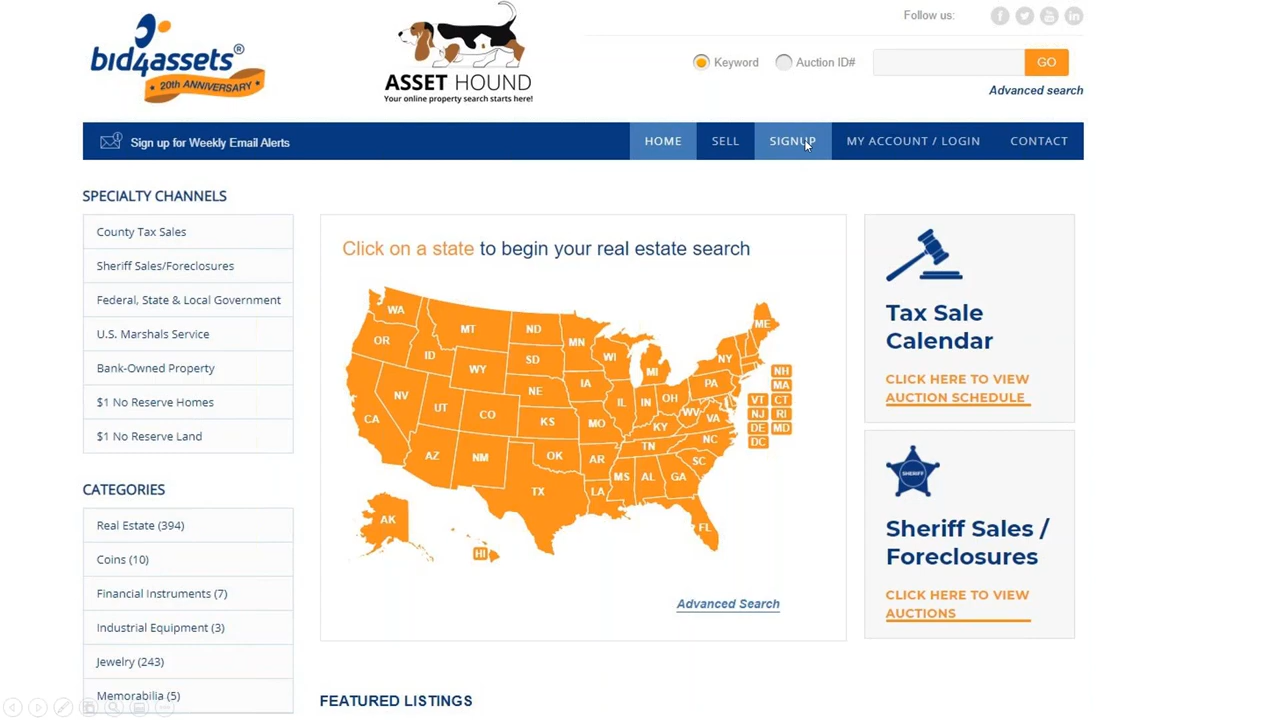 bid4assets®
20th ANNIVERSARY
ASSET HOUND
Your online property search starts here!
Follow us:
Keyword
Auction ID#
GO
Advanced search
Sign up for Weekly Email Alerts
HOME
SELL
SIGNUP
MY ACCOUNT / LOGIN
CONTACT
SPECIALTY CHANNELS
County Tax Sales
Sheriff Sales/Foreclosures
Federal, State & Local Government
U.S. Marshals Service
Bank-Owned Property
$1 No Reserve Homes
$1 No Reserve Land
CATEGORIES
Real Estate (394)
Coins (10)
Financial Instruments (7)
Industrial Equipment (3)
Jewelry (243)
Memorabilia (5)
Click on a state to begin your real estate search
WA
MT
ND
MN
ME
OR
ID
SD
WI
NY
WY
MI
NH
IA
PA
MA
NV
NE
UT
CO
IL
IN
OH
VT
CT
CA
KS
MO
KY
WV
VA
NJ
RI
DE
MD
TN
NC
DC
AZ
NM
OK
AR
SC
MS
AL
GA
TX
LA
AK
FL
HI
Advanced Search
Tax Sale
Calendar
CLICK HERE TO VIEW
AUCTION SCHEDULE
SHERIFF
Sheriff Sales /
Foreclosures
CLICK HERE TO VIEW
AUCTIONS
FEATURED LISTINGS